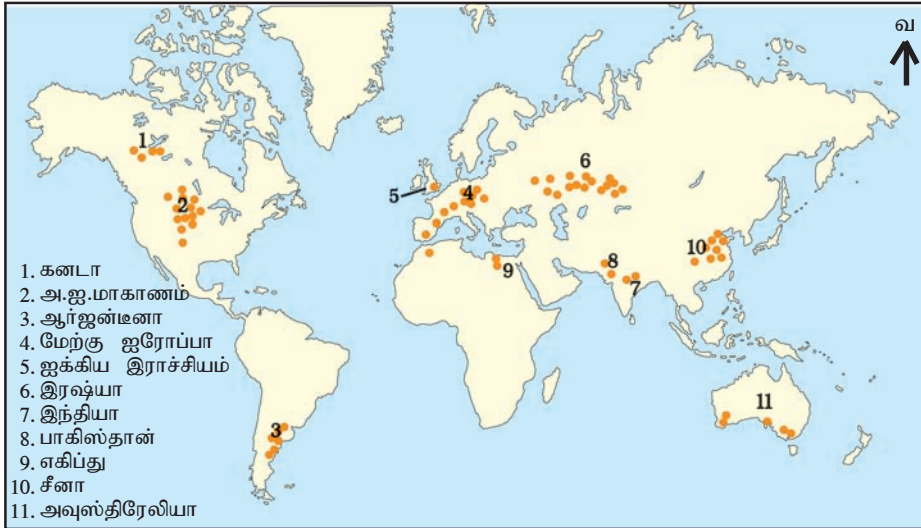 வ
1
2
3
4
5
6
7
8
9
10
11
1. கனடா
2. அ.ஐ.மாகாணம்
3. ஆர்ஜன்டீனா
4. மேற்கு ஐரோப்பா
5. ஐக்கிய இராச்சியம்
6. இரஷ்யா
7. இந்தியா
8. பாகிஸ்தான்
9. எகிப்து
10. சீனா
11. அவுஸ்திரேலியா